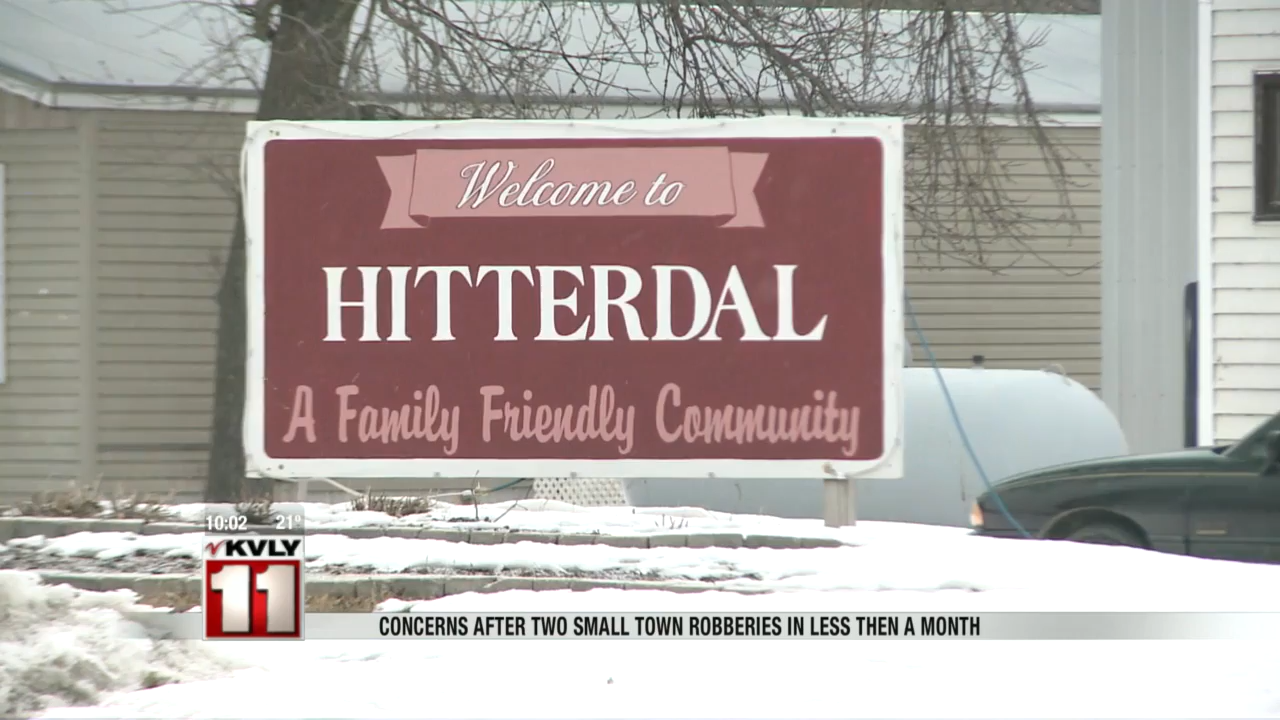 Welcome to
HITTERDAL
A Family Friendly Community
10:02 21°
KVLY
11
CONCERNS AFTER TWO SMALL TOWN ROBBERIES IN LESS THEN A MONTH